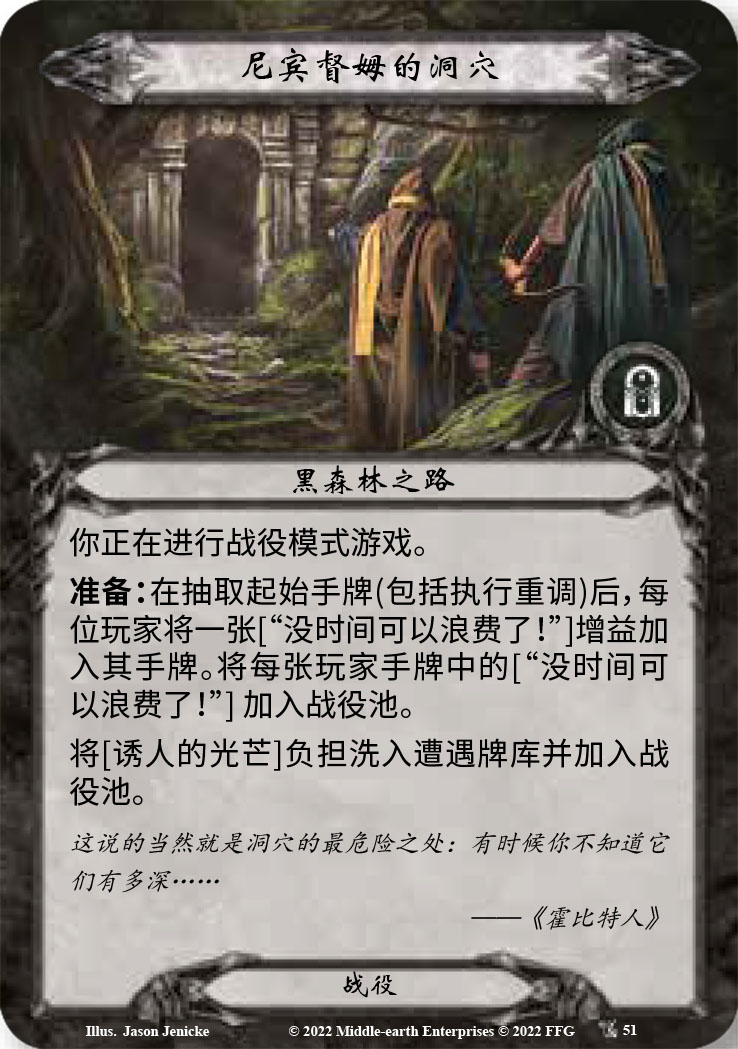 尼宾督姆的洞穴
黑森林之路
你正在进行战役模式游戏。
准备：在抽取起始手牌(包括执行重调)后，每
位玩家将一张[“没时间可以浪费了！”]增益加
入其手牌。将每张玩家手牌中的[“没时间可
以浪费了！”] 加入战役池。
将[诱人的光芒]负担洗入遭遇牌库并加入战
役池。
这说的当然就是洞穴的最危险之处：有时候你不知道它
们有多深……
——《霍比特人》
战役
Illus. Jason Jenicke © 2022 Middle-earth Enterprises © 2022 FFG 51